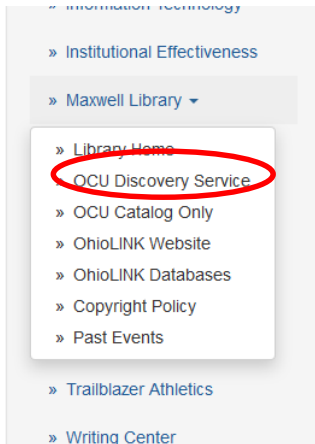 » Information Technology
» Institutional Effectiveness
» Maxwell Library
» Library Home
» OCU Discovery Service
» OCU Catalog Only
» OhioLINK Website
» OhioLINK Databases
» Copyright Policy
» Past Events
» Trailblazer Athletics
» Writing Center